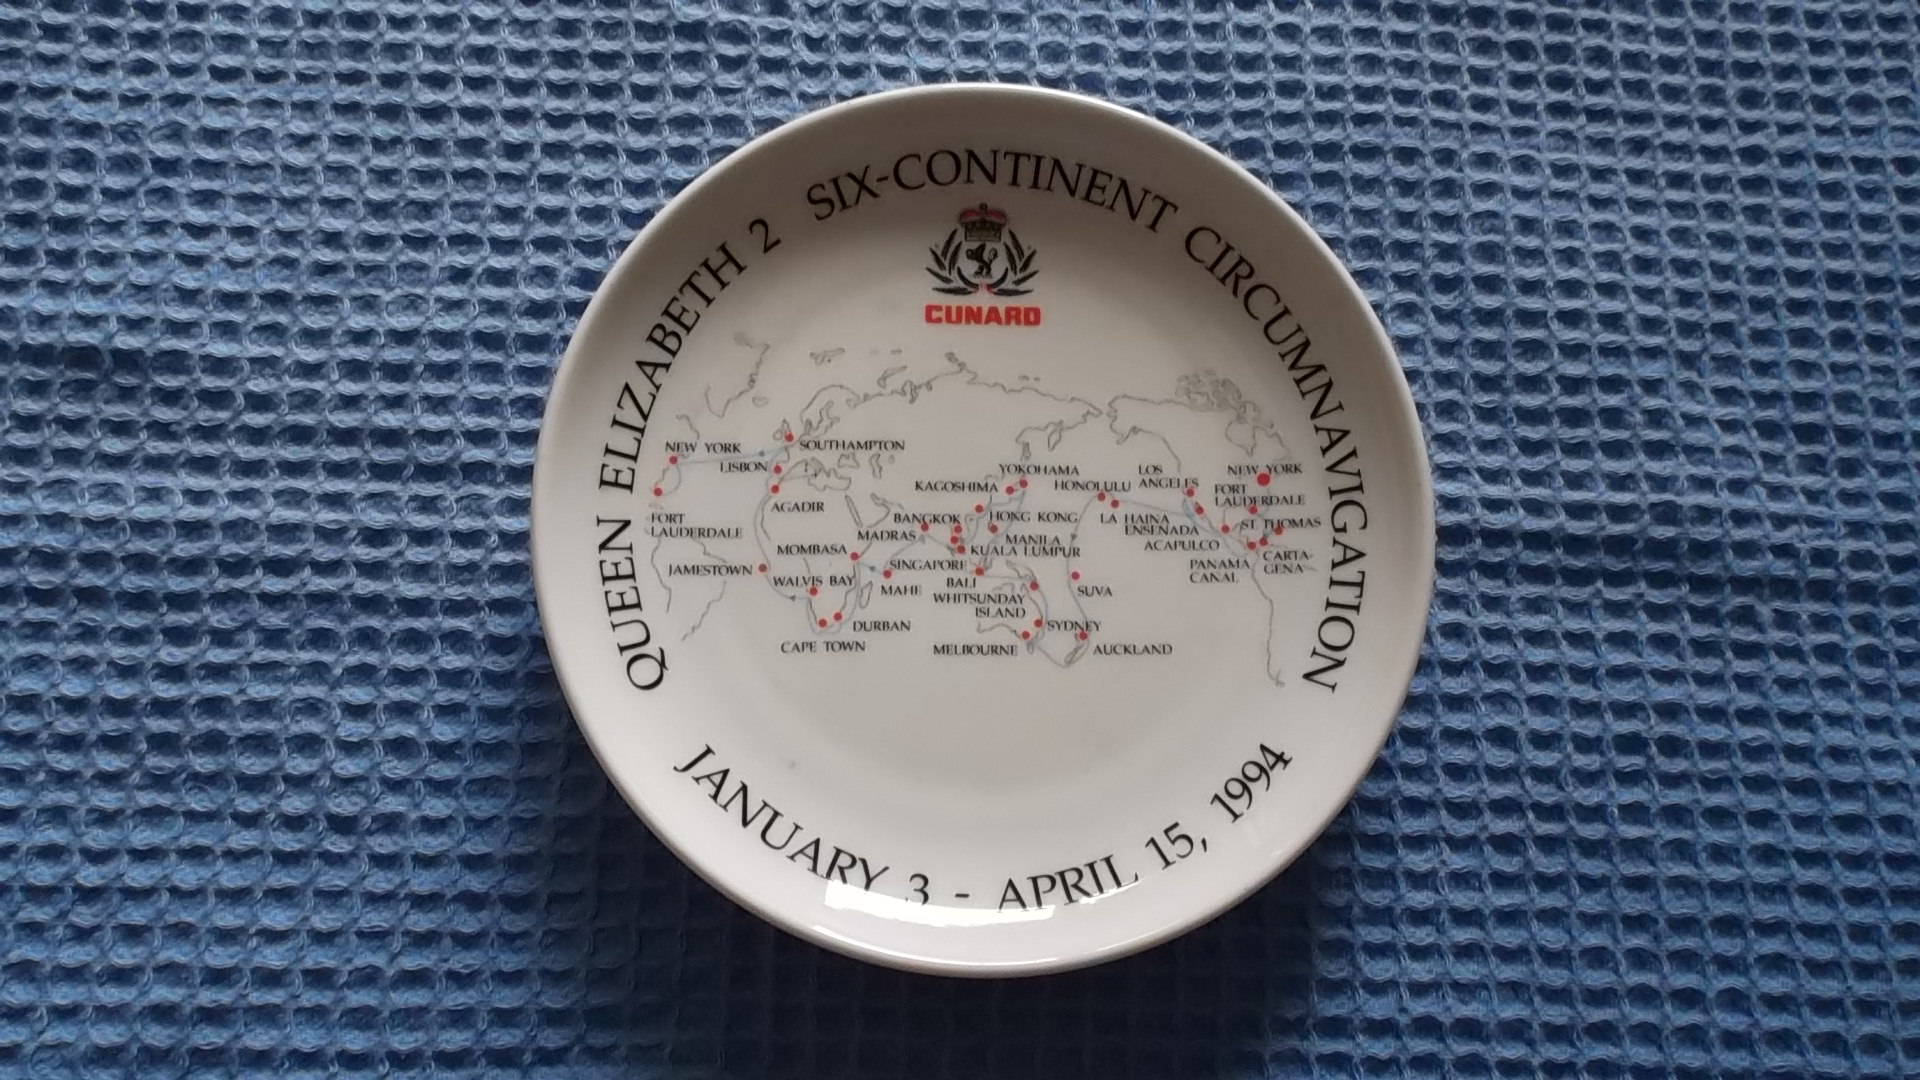 QUEEN ELIZABETH 2 SIX-CONTINENT CIRCUMNAVIGATION
CUNARD
NEW YORK
SOUTHAMPTON
LISBON
AGADIR
FORT
LAUDERDALE
JAMESTOWN
WALVIS BAY
CAPE TOWN
DURBAN
MOMBASA
MAHE
MADRAS
BANGKOK
SINGAPORE
KUALA LUMPUR
BALI
MANILA
HONG KONG
KAGOSHIMA
YOKOHAMA
WHITSUNDAY
ISLAND
SYDNEY
MELBOURNE
AUCKLAND
SUVA
HONOLULU
LA HAINA
LOS
ANGELES
ENSENADA
ACAPULCO
PANAMA
CANAL
CARTA-
GENA
ST. THOMAS
FORT
LAUDERDALE
NEW YORK
JANUARY 3 - APRIL 15, 1994